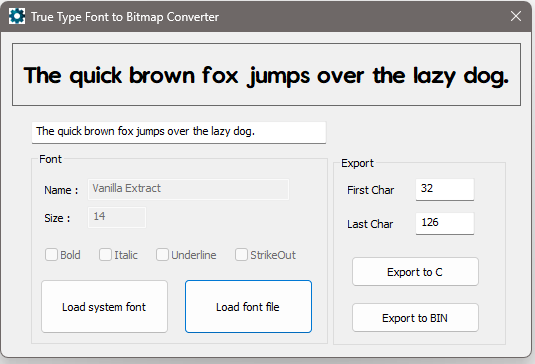 True Type Font to Bitmap Converter
The quick brown fox jumps over the lazy dog.
The quick brown fox jumps over the lazy dog.
Font
Name : Vanilla Extract
Size : 14
Bold Italic Underline StrikeOut
Load system font Load font file
Export
First Char 32
Last Char 126
Export to C
Export to BIN